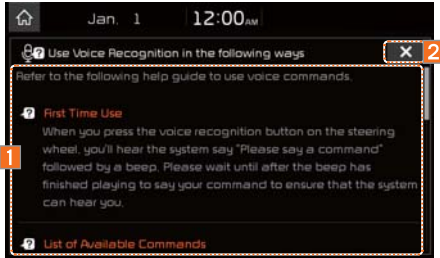 Jan. 1 12:00AM
Use Voice Recognition in the following ways
2
Refer to the following help guide to use voice commands.
First Time Use
When you press the voice recognition button on the steering
wheel, you'll hear the system say "Please say a command"
followed by a beep. Please wait until after the beep has
1
finished playing to say your command to ensure that the system
can hear you.
List of Available Commands